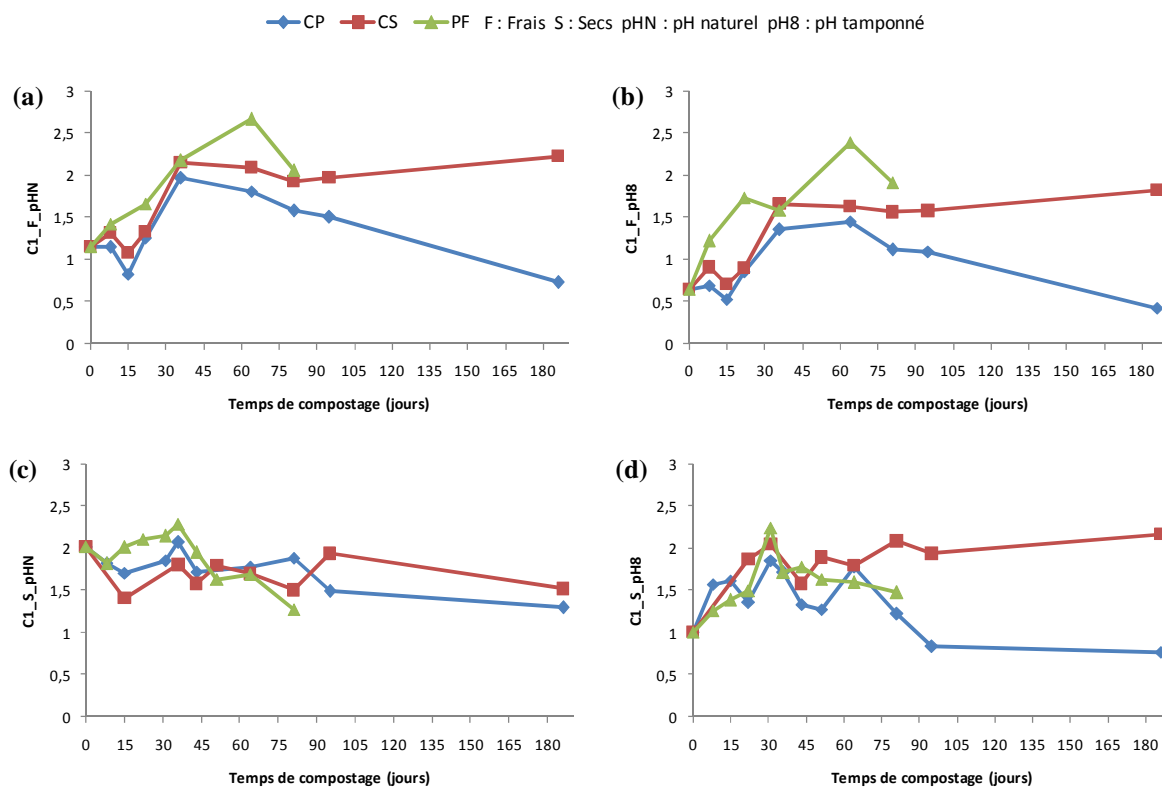 CP CS PF F : Frais S : Secs pHN : pH naturel pH8 : pH tamponné
(a)
C1_F_pHN
3
2,5
2
1,5
1
0,5
0
0 15 30 45 60 75 90 105 120 135 150 165 180
Temps de compostage (jours)
(b)
C1_F_pH8
3
2,5
2
1,5
1
0,5
0
0 15 30 45 60 75 90 105 120 135 150 165 180
Temps de compostage (jours)
(c)
C1_S_pHN
3
2,5
2
1,5
1
0,5
0
0 15 30 45 60 75 90 105 120 135 150 165 180
Temps de compostage (jours)
(d)
C1_S_pH8
3
2,5
2
1,5
1
0,5
0
0 15 30 45 60 75 90 105 120 135 150 165 180
Temps de compostage (jours)